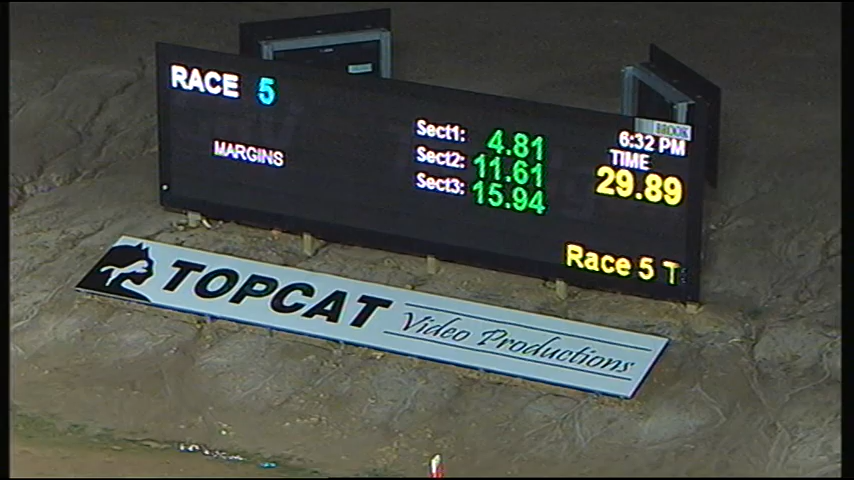 RACE 5
MARGINS
Sect1: 4.81
Sect2: 11.61
Sect3: 15.94
6:32 PM
TIME
29.89
Race 5 T
TOPCAT Video Productions